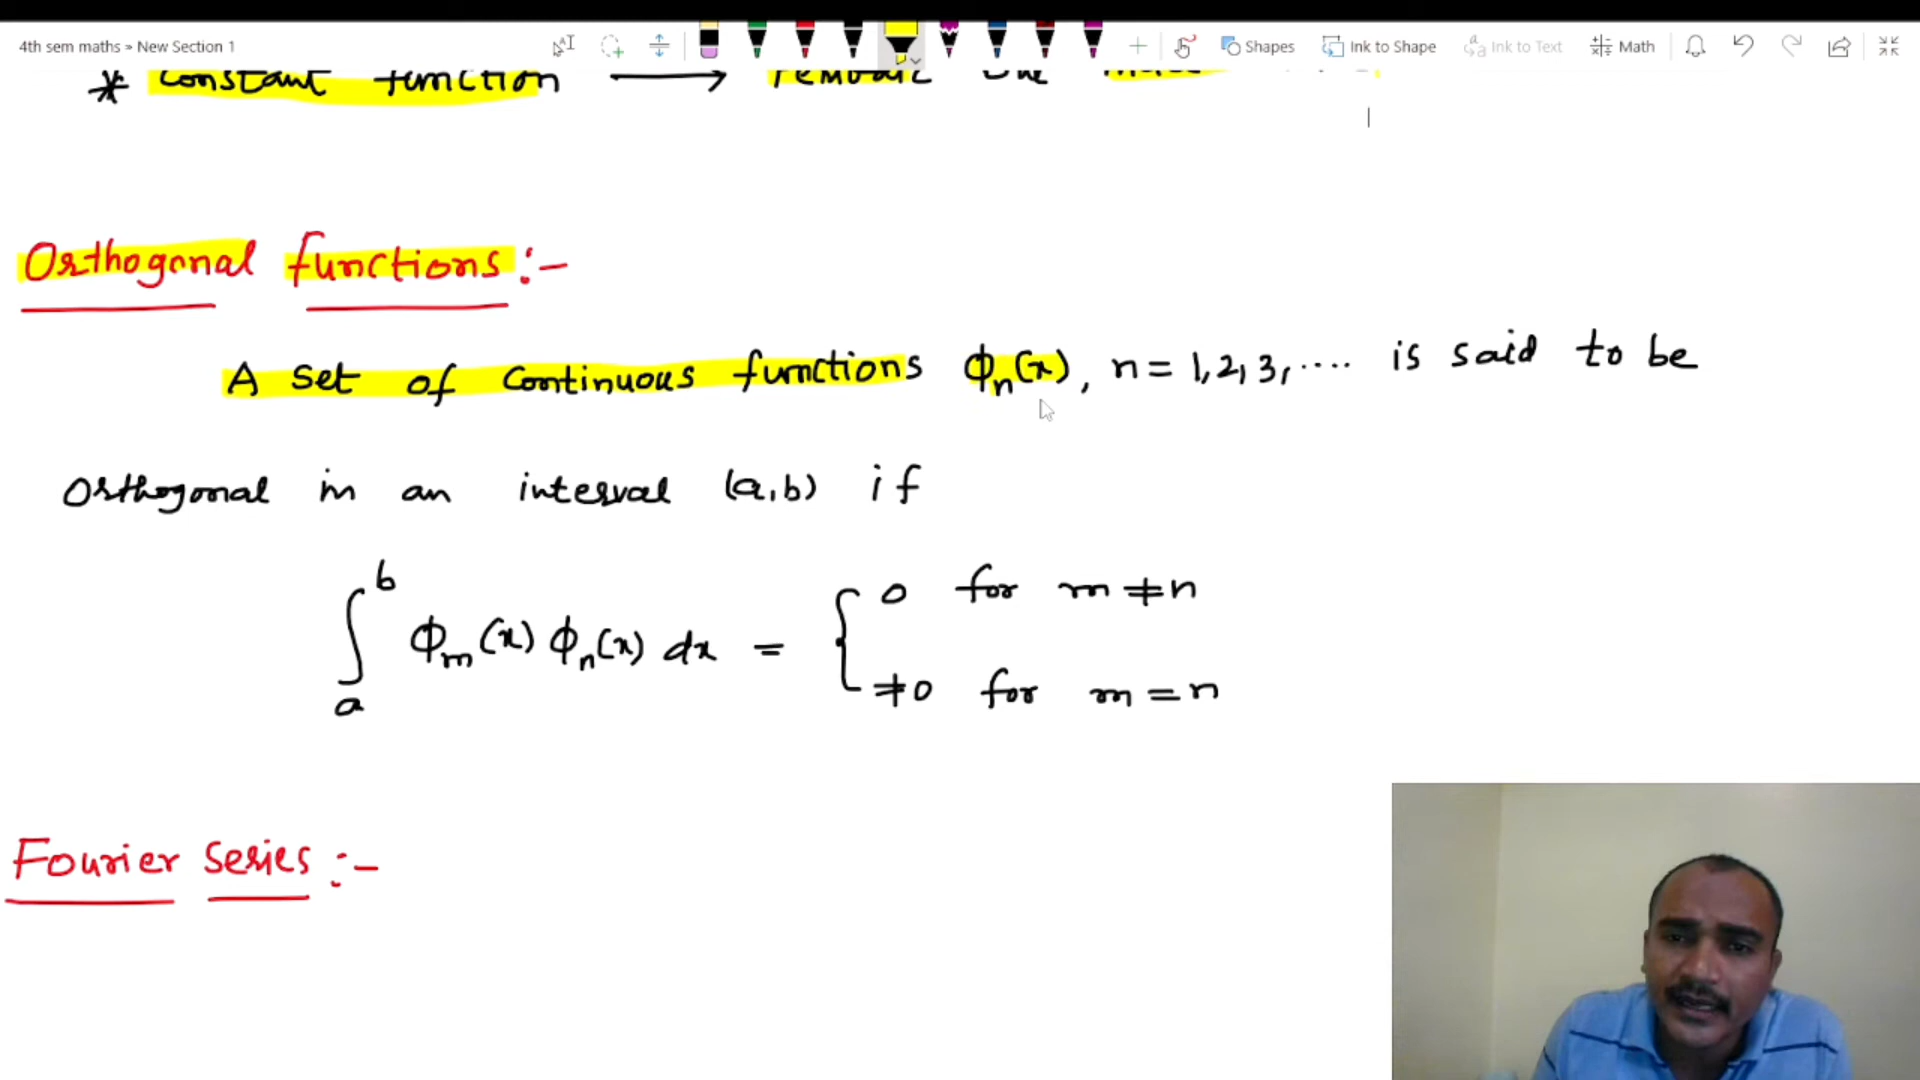 4th sem maths » New Section 1
Shapes
Ink to Shape
Ink to Text
Math
* constant function ⟶
Orthogonal functions :-
A set of continuous functions ϕₙ(x), n = 1, 2, 3, .... is said to be
Orthogonal in an interval (a, b) if
∫ₐᵇ ϕₘ(x) ϕₙ(x) dx = { 0 for m ≠ n
≠ 0 for m = n
Fourier series :-